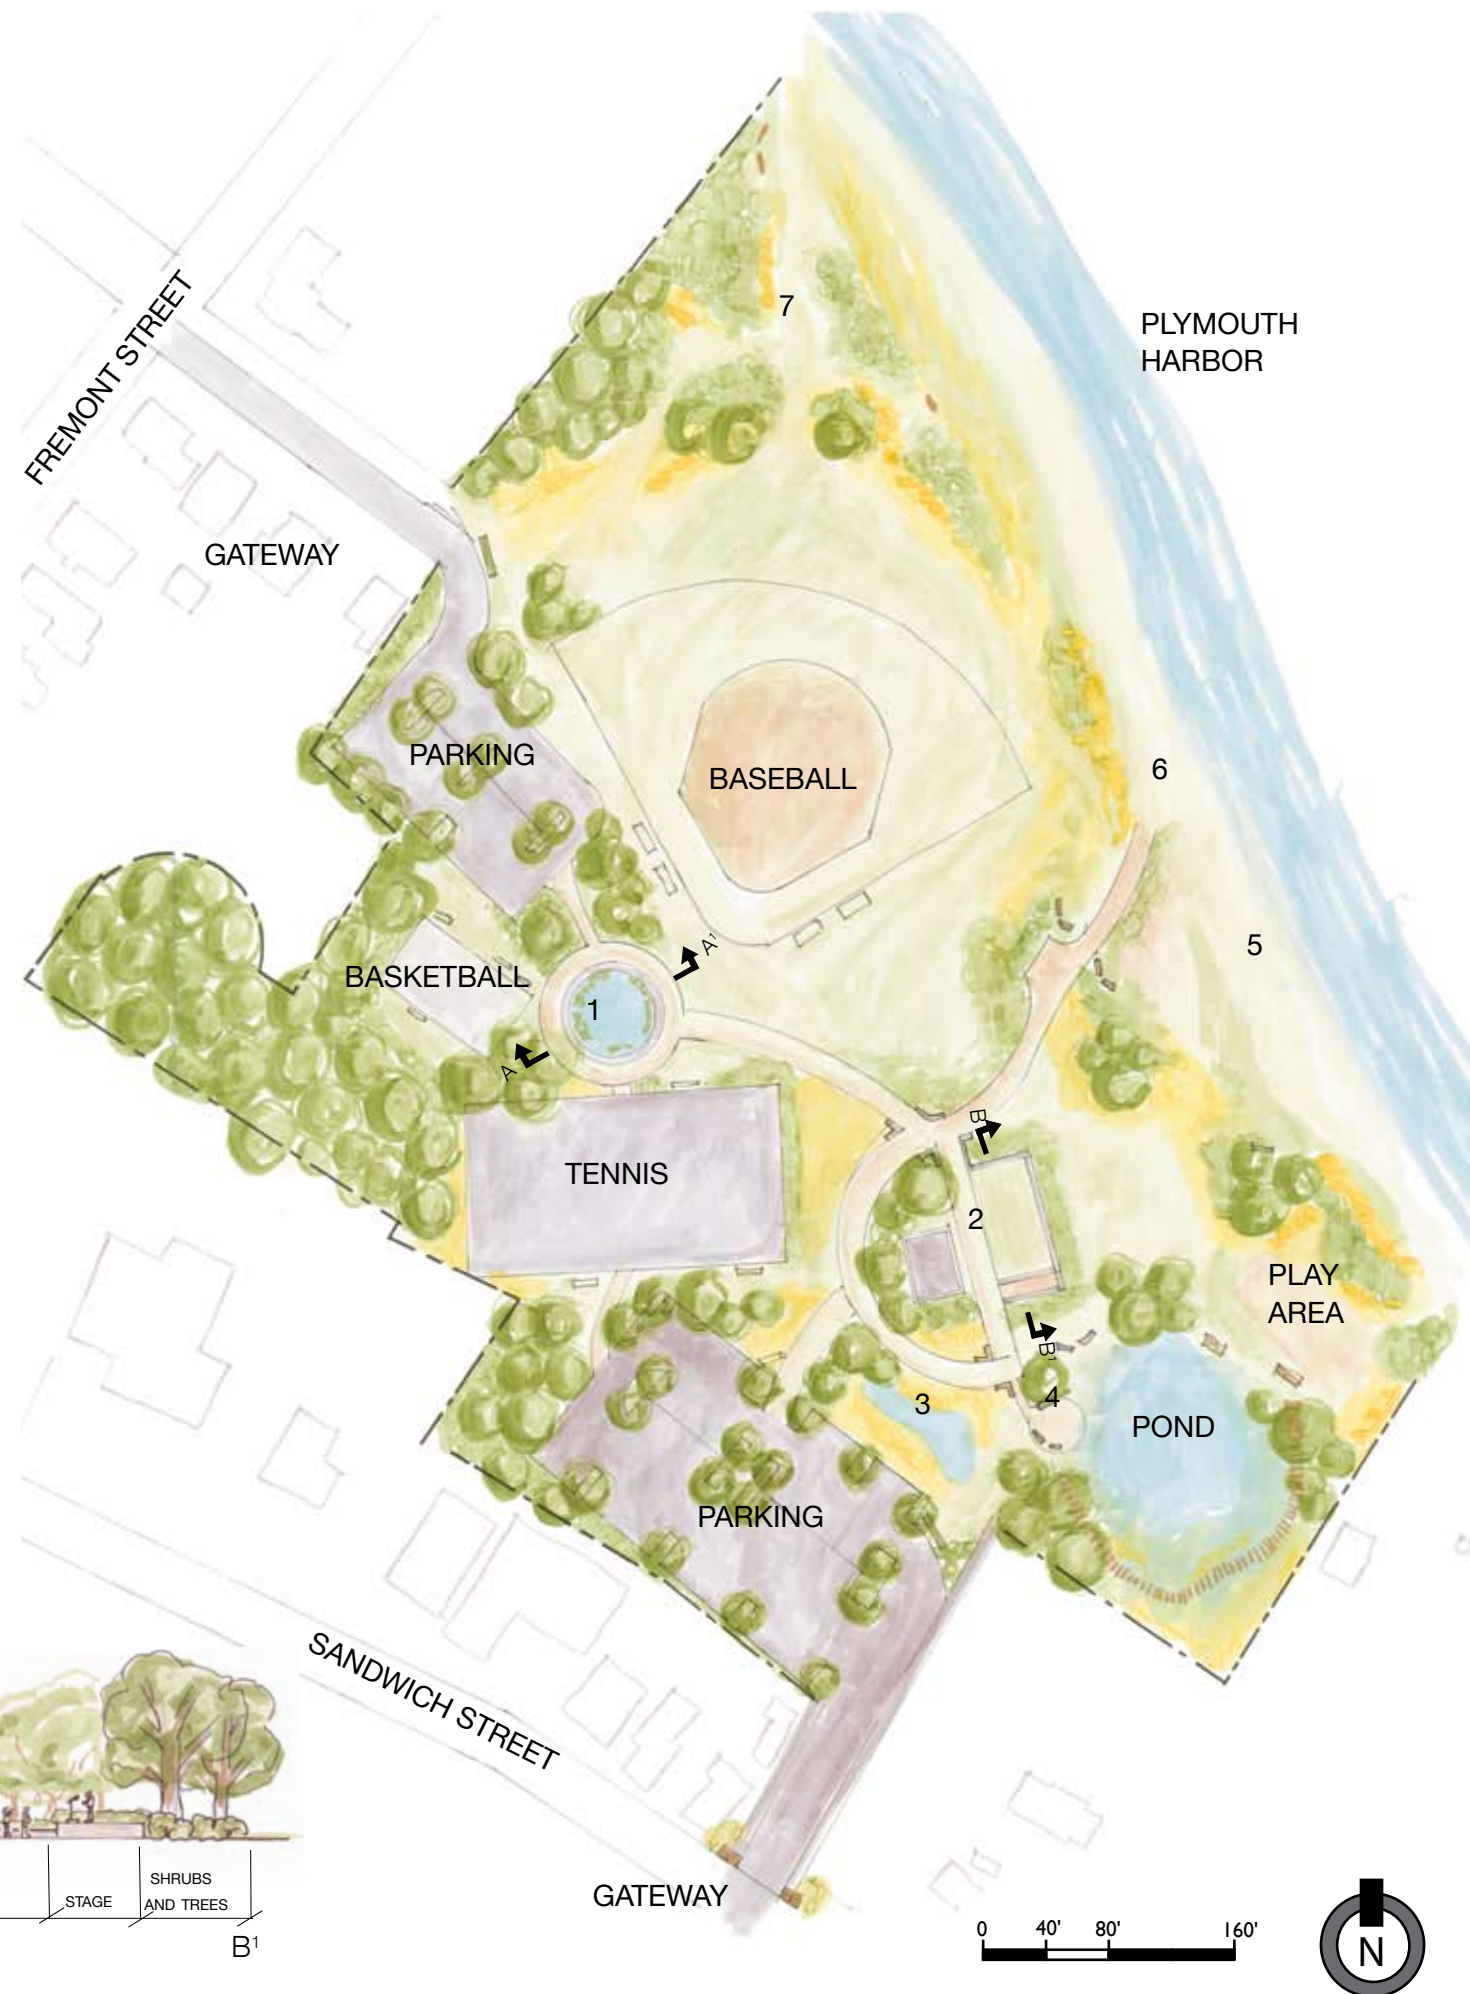 7
PLYMOUTH
HARBOR
FREMONT STREET
GATEWAY
PARKING
BASEBALL
6
5
A¹
BASKETBALL
1
A
B
TENNIS
2
PLAY
AREA
B¹
3
4
POND
PARKING
SANDWICH STREET
GATEWAY
STAGE
SHRUBS
AND TREES
B¹
0 40' 80' 160'
N